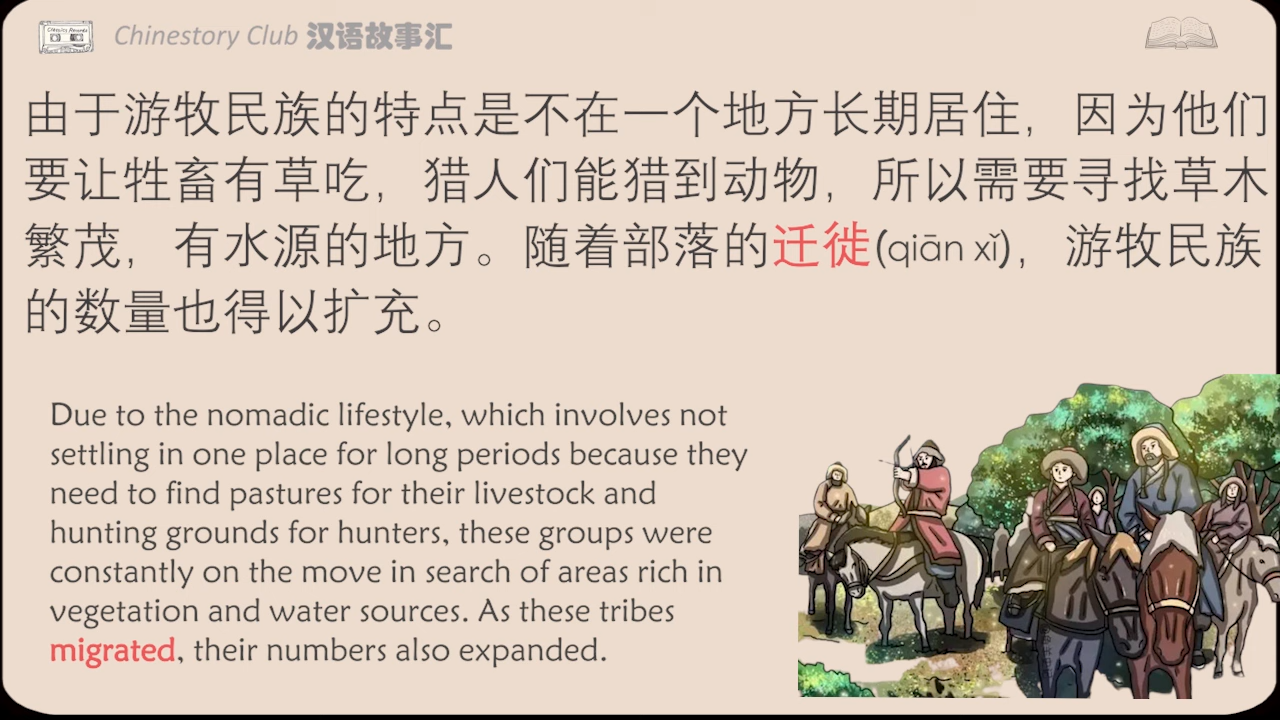 Chinestory Club 汉语故事汇
由于游牧民族的特点是不在一个地方长期居住，因为他们
要让牲畜有草吃，猎人们能猎到动物，所以需要寻找草木
繁茂，有水源的地方。随着部落的迁徙(qiān xǐ)，游牧民族
的数量也得以扩充。
Due to the nomadic lifestyle, which involves not
settling in one place for long periods because they
need to find pastures for their livestock and
hunting grounds for hunters, these groups were
constantly on the move in search of areas rich in
vegetation and water sources. As these tribes
migrated, their numbers also expanded.